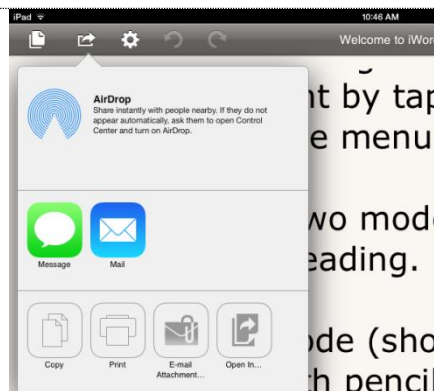 iPad 10:46 AM
Welcome to iWor
AirDrop
Share instantly with people nearby. If they do not
appear automatically, ask them to open Control
Center and turn on AirDrop.
nt by tap
e menu
wo mode
eading.
Message Mail
ode (sho
Copy Print E-mail Attachment... Open In...
h pencil